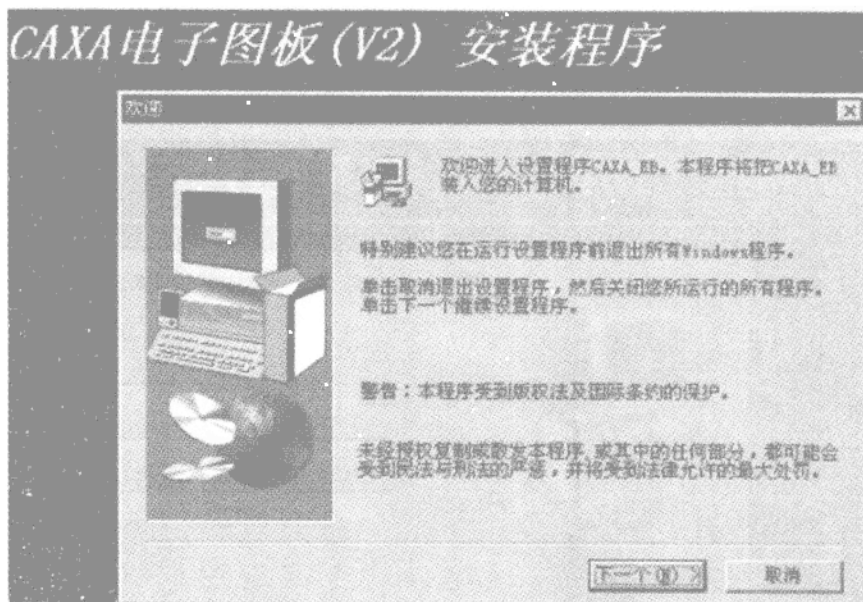 CAXA电子图板(V2) 安装程序
欢迎
欢迎进入设置程序CAXA_EB。本程序将把CAXA_EB
装入您的计算机。
特别建议您在运行设置程序前退出所有Windows程序。
单击取消退出设置程序，然后关闭您所运行的所有程序。
单击下一个继续设置程序。
警告：本程序受到版权法及国际条约的保护。
未经授权复制或散发本程序，或其中的任何部分，都可能会
受到民法与刑法的严惩，并将受到法律允许的最大处罚。
下一个(N) >
取消